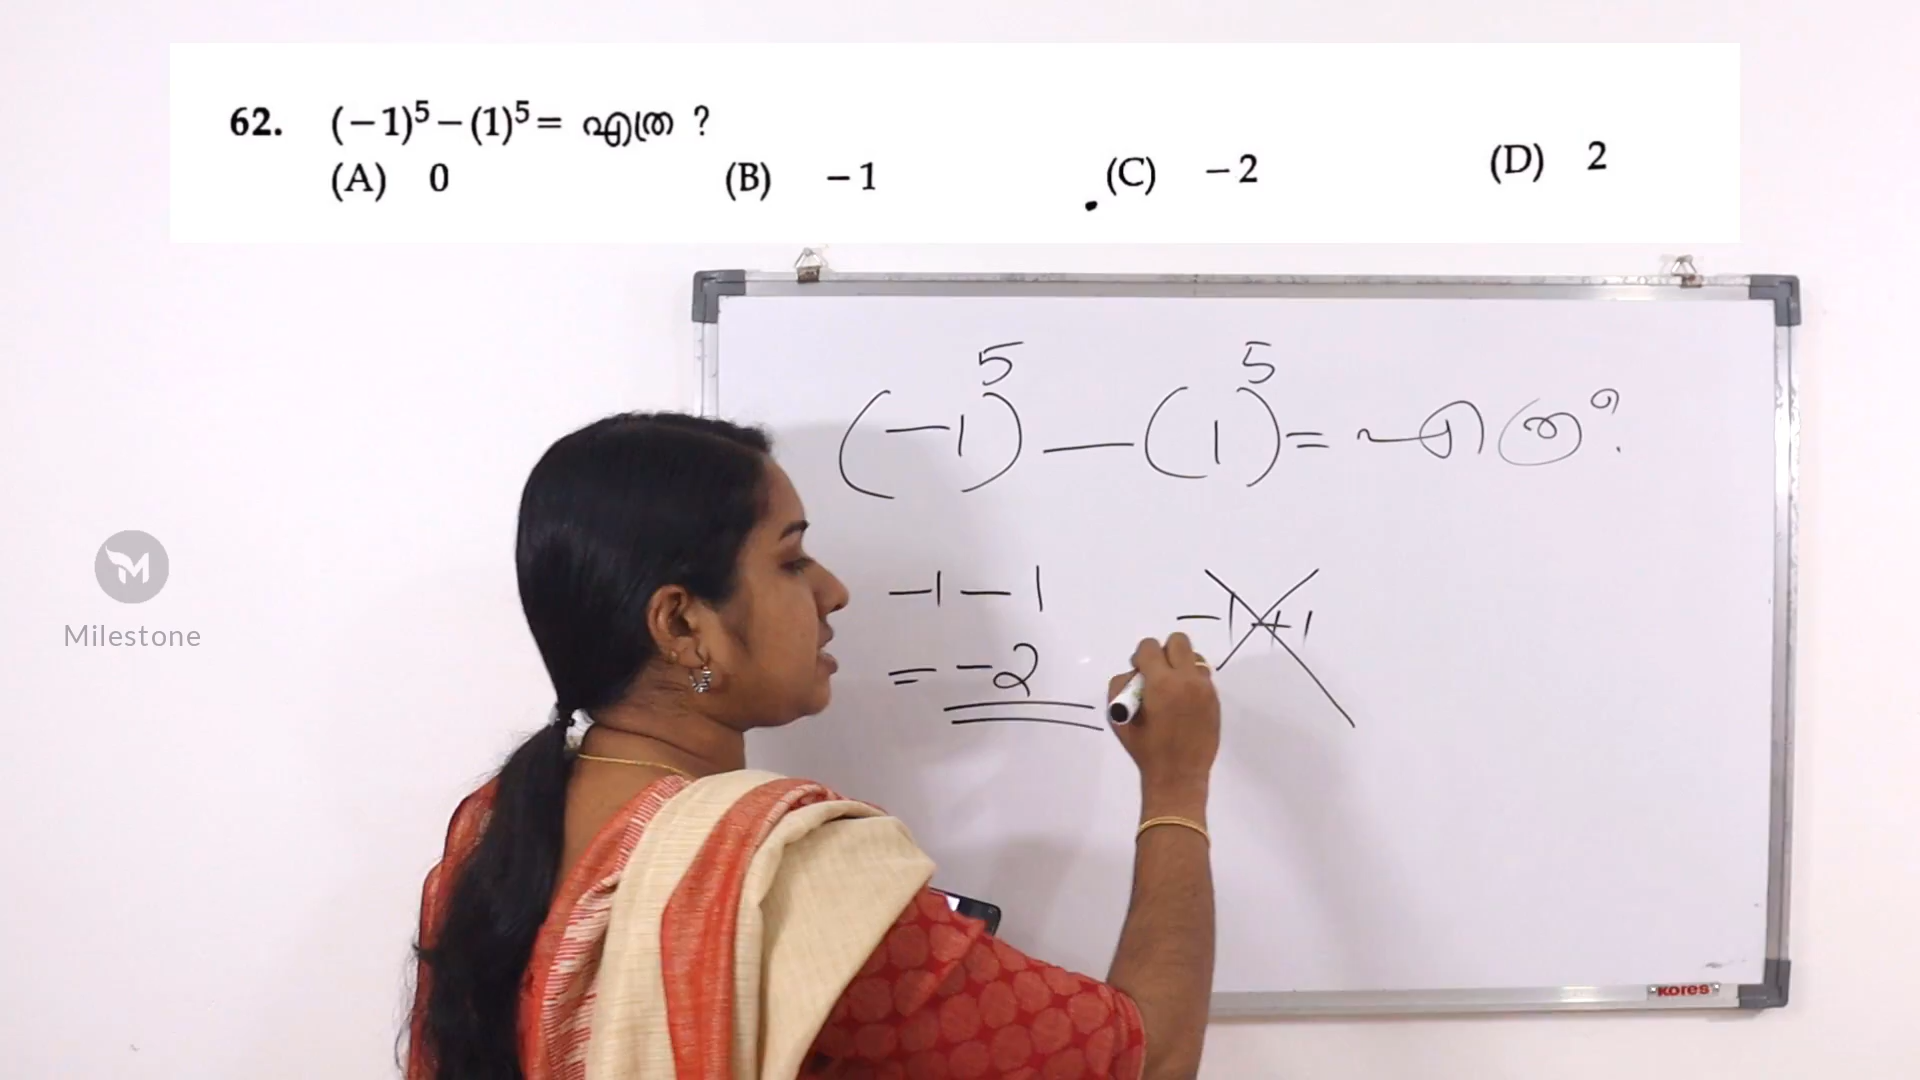 62. (−1)⁵−(1)⁵= എത്ര ?
(A) 0 (B) −1 (C) −2 (D) 2
(−1)⁵ − (1)⁵ = എത്ര?
−1 − 1 −1+1
= −2
Milestone
KORES